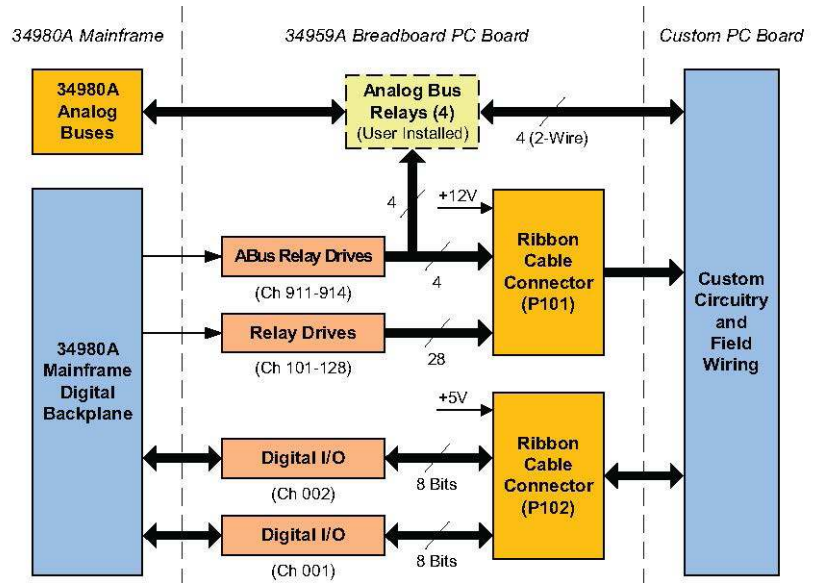 34980A Mainframe
34959A Breadboard PC Board
Custom PC Board
34980A
Analog
Buses
Analog Bus
Relays (4)
(User Installed)
4 (2-Wire)
4
+12V
ABus Relay Drives
(Ch 911-914)
4
Relay Drives
(Ch 101-128)
28
Ribbon
Cable
Connector
(P101)
Custom
Circuitry
and
Field
Wiring
34980A
Mainframe
Digital
Backplane
+5V
Digital I/O
(Ch 002)
8 Bits
Digital I/O
(Ch 001)
8 Bits
Ribbon
Cable
Connector
(P102)